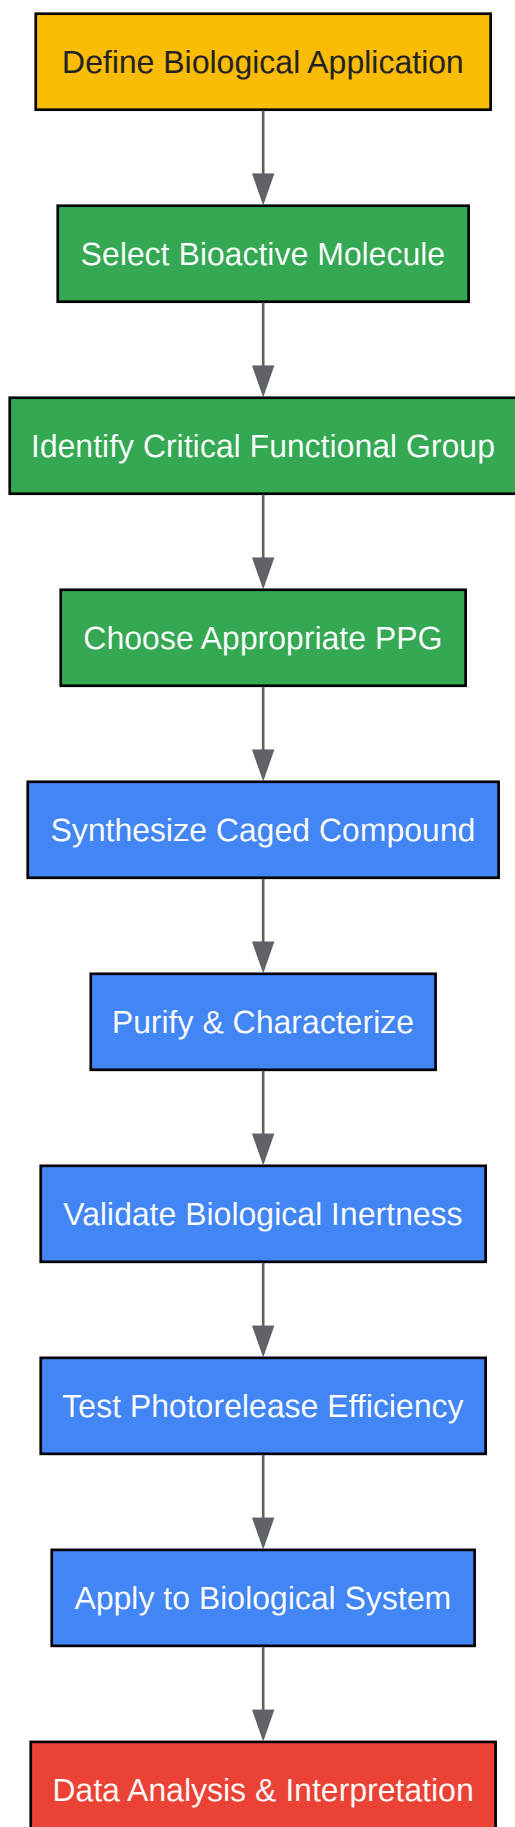 Define Biological Application
Select Bioactive Molecule
Identify Critical Functional Group
Choose Appropriate PPG
Synthesize Caged Compound
Purify & Characterize
Validate Biological Inertness
Test Photorelease Efficiency
Apply to Biological System
Data Analysis & Interpretation